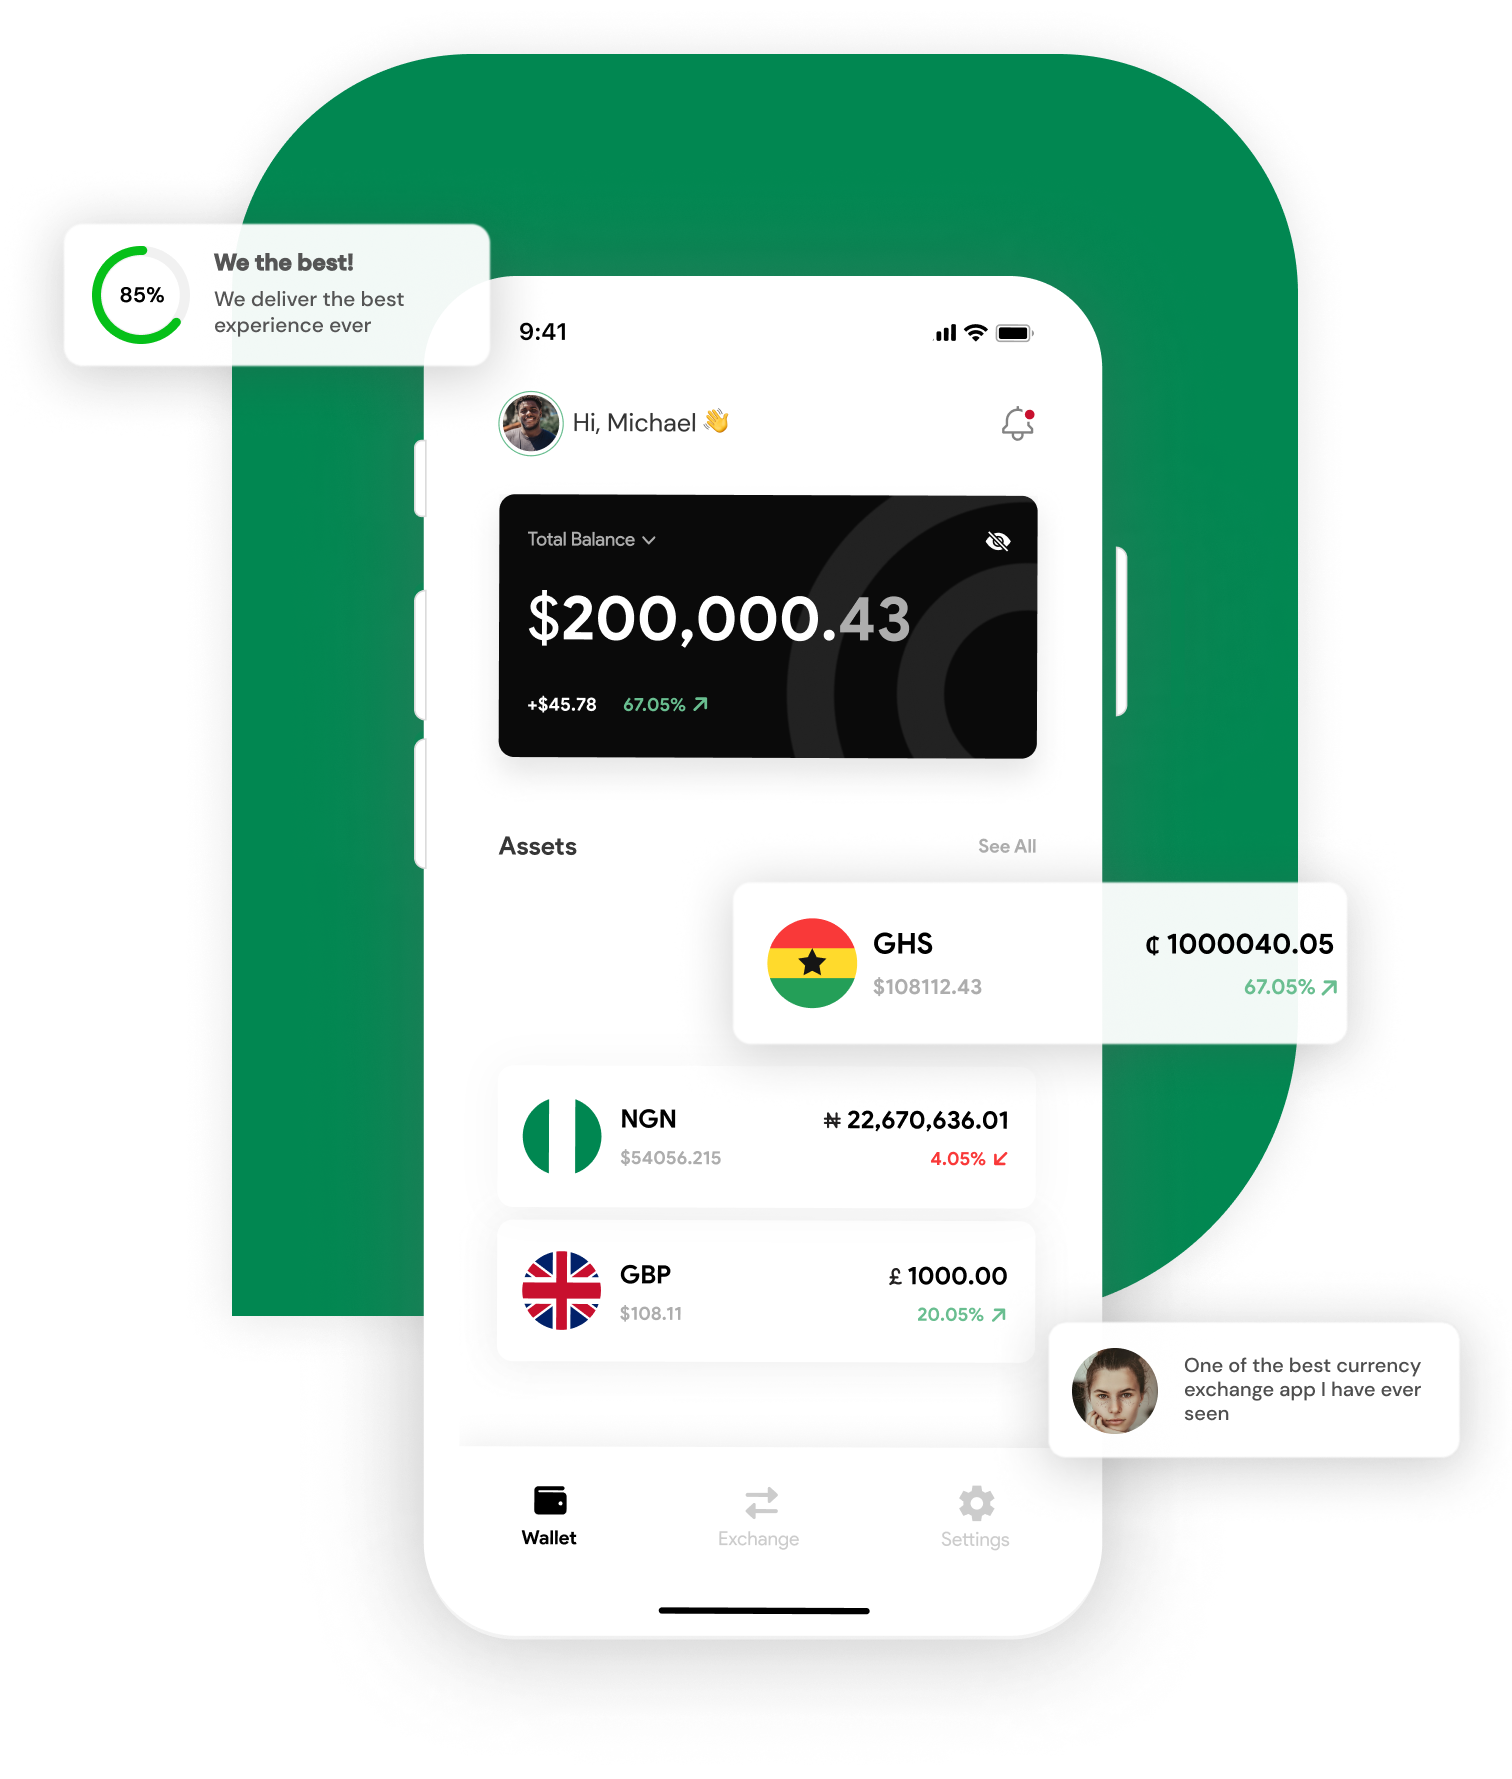 We the best!
85%
We deliver the best
experience ever
9:41
Hi, Michael 👋
Total Balance
$200,000.43
+$45.78 67.05%
Assets See All
GHS ₵ 1000040.05
$108112.43 67.05%
NGN ₦ 22,670,636.01
$54056.215 4.05%
GBP £ 1000.00
$108.11 20.05%
One of the best currency
exchange app I have ever
seen
Wallet Exchange Settings